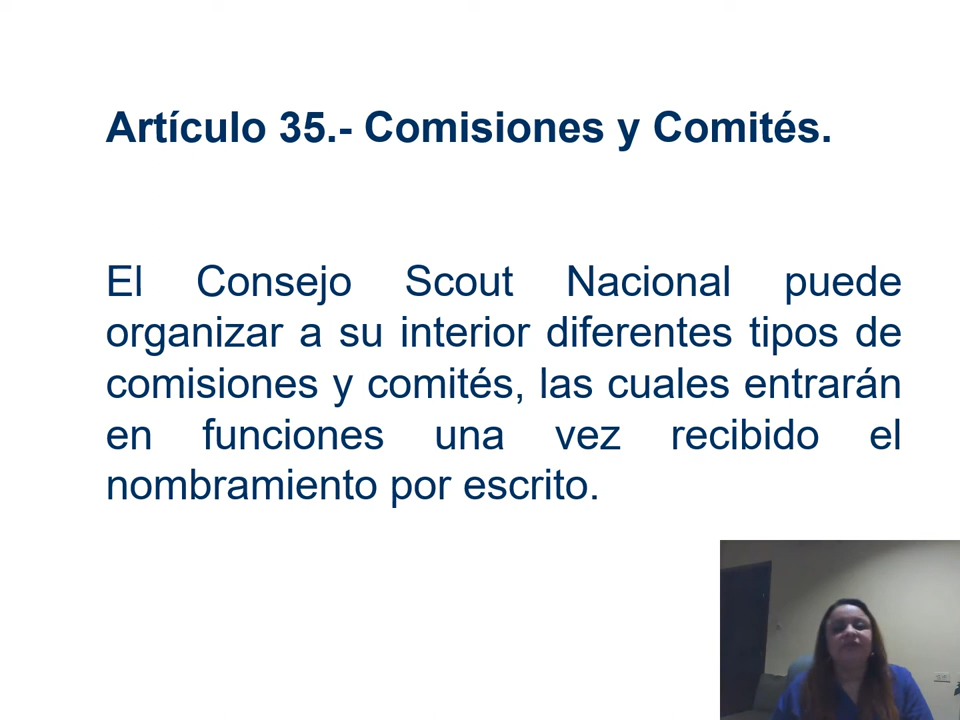 Artículo 35.- Comisiones y Comités.
El Consejo Scout Nacional puede
organizar a su interior diferentes tipos de
comisiones y comités, las cuales entrarán
en funciones una vez recibido el
nombramiento por escrito.